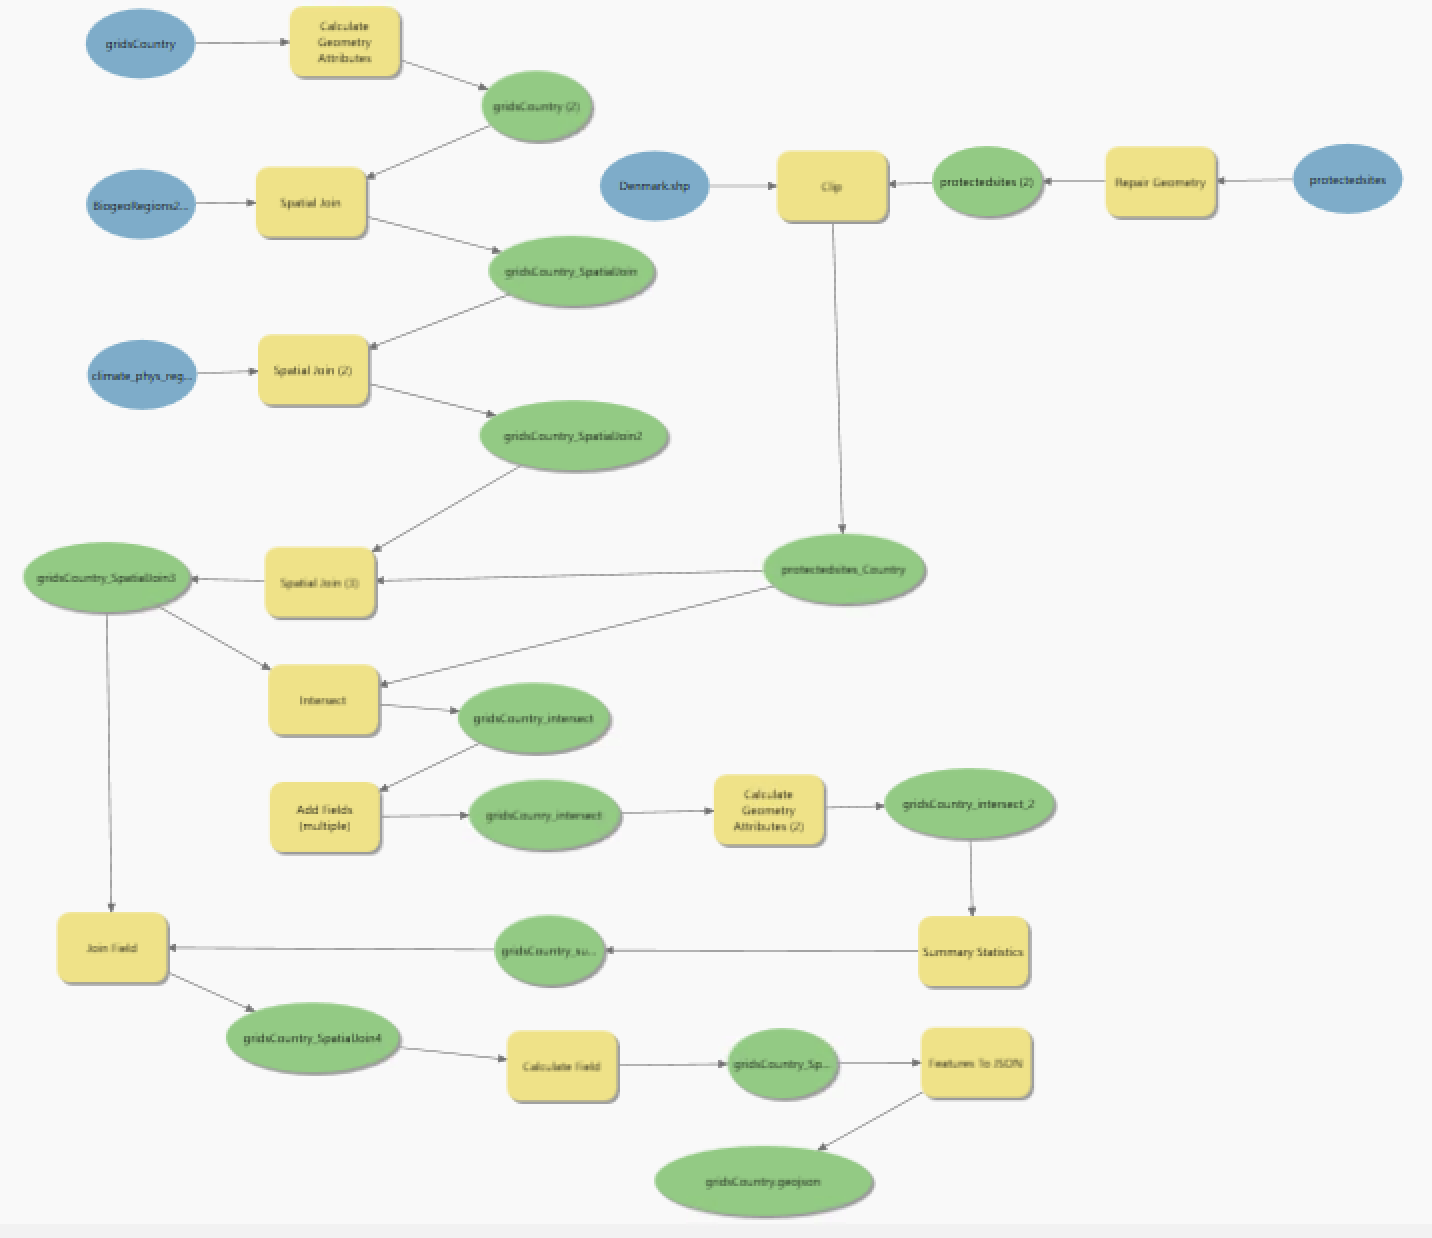 gridsCountry
Calculate
Geometry
Attributes
gridsCountry (2)
BiogeoRegions2...
Spatial Join
Denmark.shp
Clip
protectedsites (2)
Repair Geometry
protectedsites
gridsCountry_SpatialJoin
climate_phys_reg...
Spatial Join (2)
gridsCountry_SpatialJoin2
gridsCountry_SpatialJoin3
Spatial Join (3)
protectedsites_Country
Intersect
gridsCountry_intersect
Add Fields
(multiple)
gridsCounry_intersect
Calculate
Geometry
Attributes (2)
gridsCountry_intersect_2
Join Field
gridsCountry_su...
Summary Statistics
gridsCountry_SpatialJoin4
Calculate Field
gridsCountry_Sp...
Features To JSON
gridsCountry.geojson